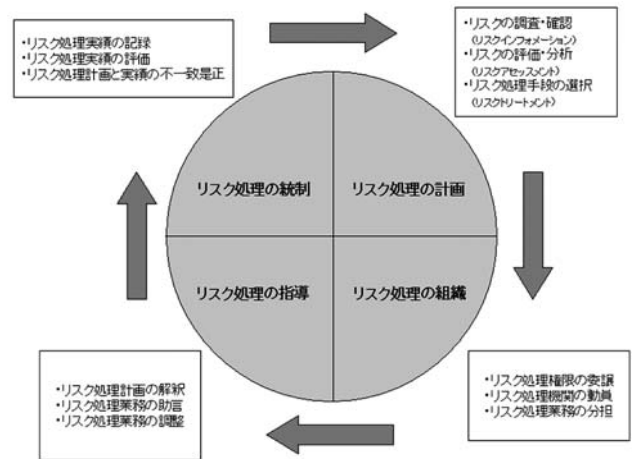 ・リスク処理実績の記録
・リスク処理実績の評価
・リスク処理計画と実績の不一致是正
・リスクの調査・確認
(リスクインフォメーション)
・リスクの評価・分析
(リスクアセッスメント)
・リスク処理手段の選択
(リスクトリートメント)
リスク処理の統制
リスク処理の計画
リスク処理の指導
リスク処理の組織
・リスク処理計画の解釈
・リスク処理業務の助言
・リスク処理業務の調整
・リスク処理権限の委譲
・リスク処理機関の動員
・リスク処理業務の分担